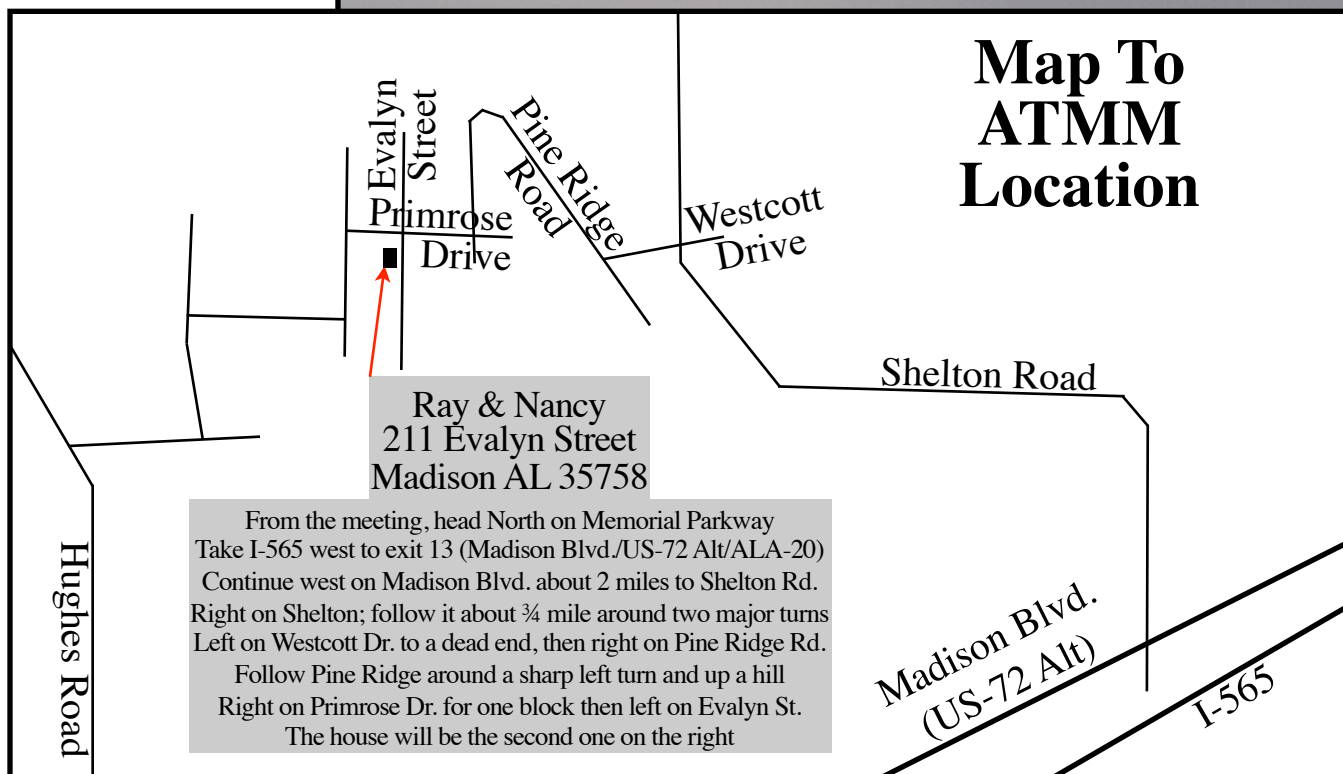 Map To
ATMM
Location
Evalyn
Street
Pine Ridge
Road
Primrose
Drive
Westcott
Drive
Shelton Road
Ray & Nancy
211 Evalyn Street
Madison AL 35758
From the meeting, head North on Memorial Parkway
Take I-565 west to exit 13 (Madison Blvd./US-72 Alt/ALA-20)
Continue west on Madison Blvd. about 2 miles to Shelton Rd.
Right on Shelton; follow it about ¾ mile around two major turns
Left on Westcott Dr. to a dead end, then right on Pine Ridge Rd.
Follow Pine Ridge around a sharp left turn and up a hill
Right on Primrose Dr. for one block then left on Evalyn St.
The house will be the second one on the right
Hughes Road
Madison Blvd.
(US-72 Alt)
I-565